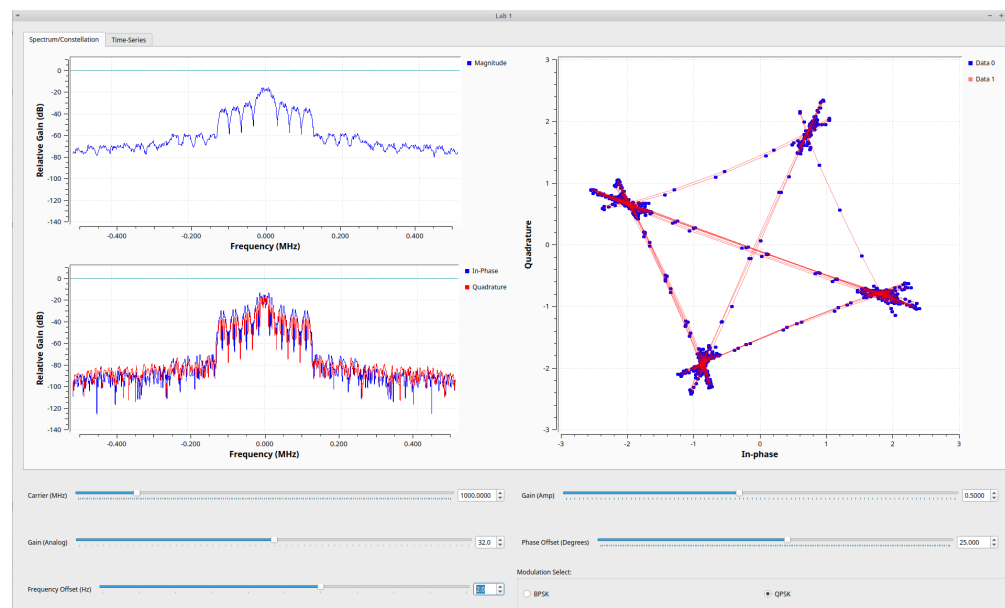 Lab 1
Spectrum/Constellation Time-Series
0
-20
-40
-60
-80
-100
-120
-140
Relative Gain (dB)
-0.400 -0.200 0.000 0.200 0.400
Frequency (MHz)
Magnitude
0
-20
-40
-60
-80
-100
-120
-140
Relative Gain (dB)
-0.400 -0.200 0.000 0.200 0.400
Frequency (MHz)
In-Phase
Quadrature
3
2
1
0
-1
-2
-3
Quadrature
-3 -2 -1 0 1 2 3
In-phase
Data 0
Data 1
Carrier (MHz) 1000.0000
Gain (Amp) 0.5000
Gain (Analog) 32.0
Phase Offset (Degrees) 25.000
Frequency Offset (Hz) 2.0
Modulation Select:
BPSK QPSK